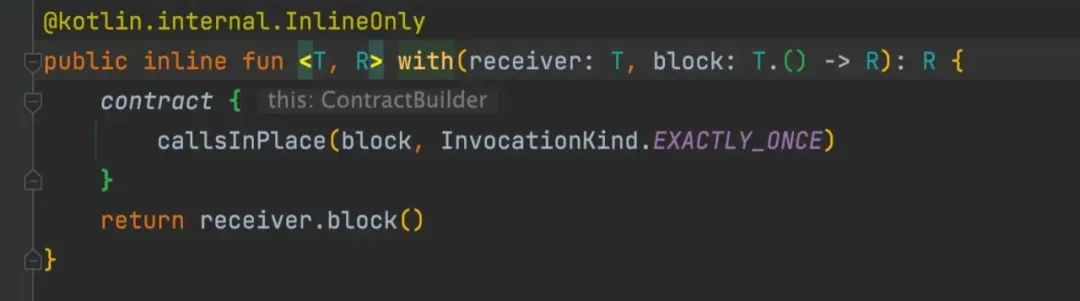 @kotlin.internal.InlineOnly
public inline fun <T, R> with(receiver: T, block: T.() -> R): R {
contract { this: ContractBuilder
callsInPlace(block, InvocationKind.EXACTLY_ONCE)
}
return receiver.block()
}